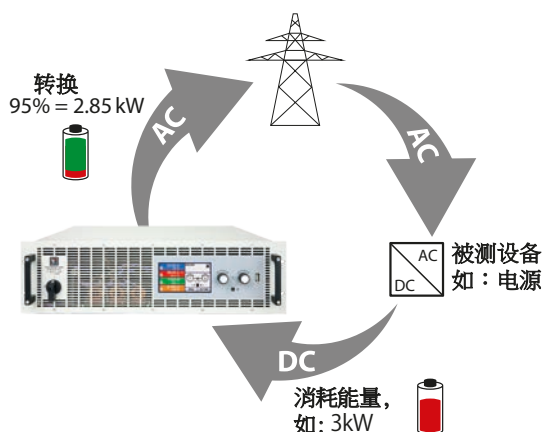 转换
95% = 2.85 kW
AC
AC
AC
DC
被测设备
如：电源
DC
消耗能量，
如: 3kW